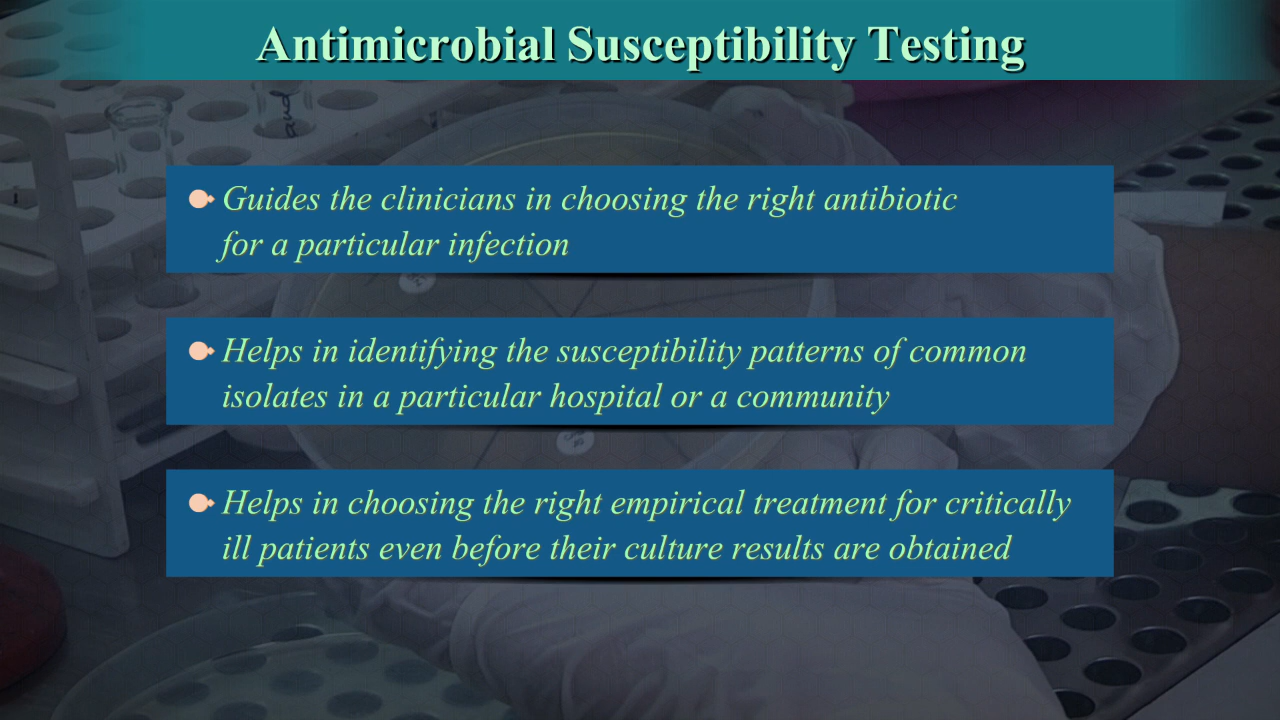 Antimicrobial Susceptibility Testing
Guides the clinicians in choosing the right antibiotic
for a particular infection
Helps in identifying the susceptibility patterns of common
isolates in a particular hospital or a community
Helps in choosing the right empirical treatment for critically
ill patients even before their culture results are obtained